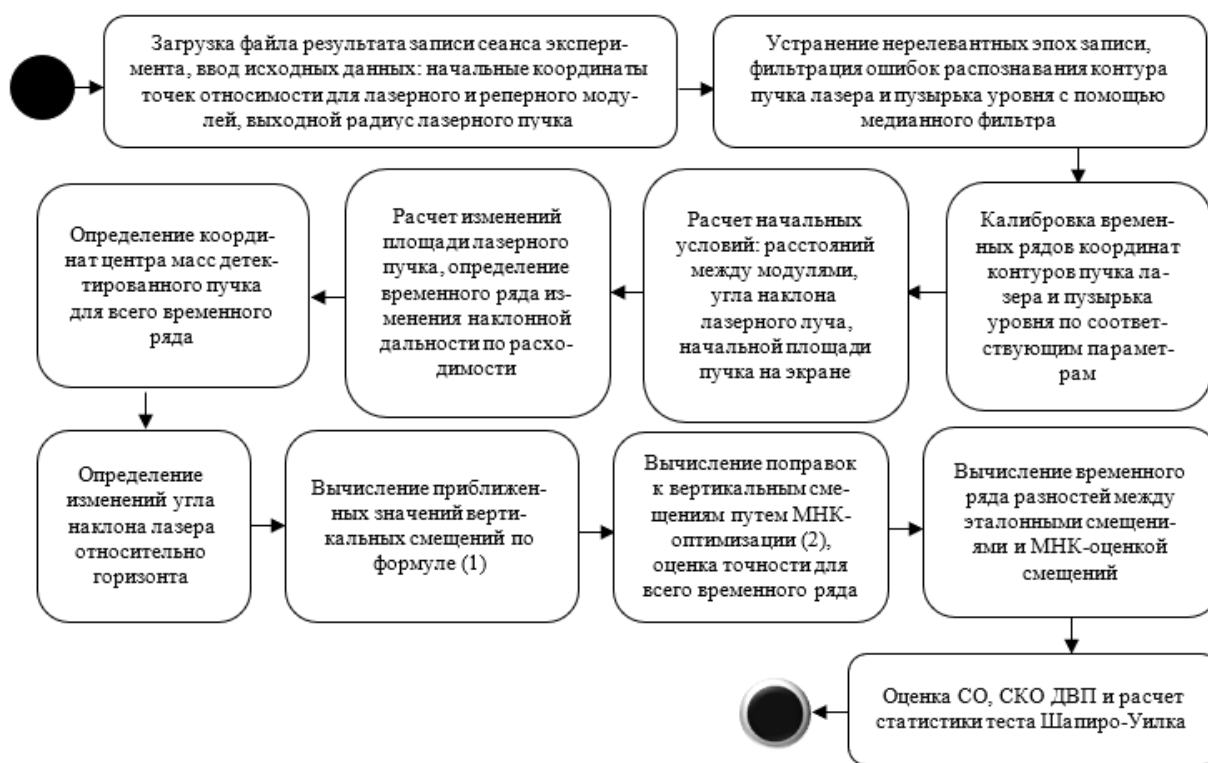 Загрузка файла результата записи сеанса экспери-
мента, ввод исходных данных: начальные координаты
точек относимости для лазерного и реперного моду-
лей, выходной радиус лазерного пучка
Устранение нерелевантных эпох записи,
фильтрация ошибок распознавания контура
пучка лазера и пузырька уровня с помощью
медианного фильтра
Калибровка времен-
ных рядов координат
контуров пучка ла-
зера и пузырька
уровня по соответ-
ствующим парамет-
рам
Расчет начальных
условий: расстояний
между модулями,
угла наклона
лазерного луча,
начальной площади
пучка на экране
Расчет изменений
площади лазерного
пучка, определение
временного ряда из-
менения наклонной
дальности по расхо-
димости
Определение коорди-
нат центра масс детек-
тированного пучка
для всего временного
ряда
Определение
изменений угла
наклона лазера
относительно
горизонта
Вычисление приближен-
ных значений верти-
кальных смещений по
формуле (1)
Вычисление поправок
к вертикальным сме-
щениям путем МНК-
оптимизации (2),
оценка точности для
всего временного ряда
Вычисление временного
ряда разностей между
эталонными смещени-
ями и МНК-оценкой
смещений
Оценка СО, СКО ДВП и расчет
статистики теста Шапиро-Уилка